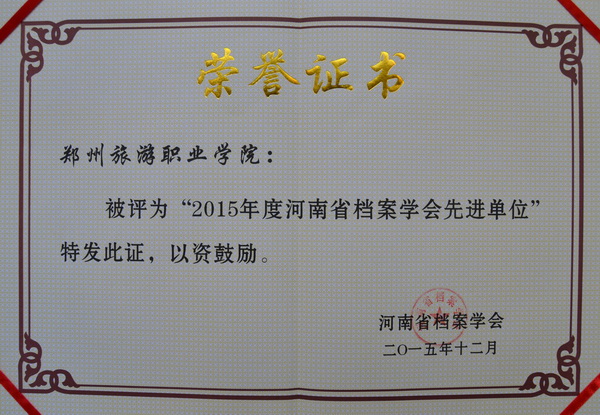 荣誉证书
郑州旅游职业学院：
被评为“2015年度河南省档案学会先进单位”
特发此证，以资鼓励。
河南省档案学会
二〇一五年十二月